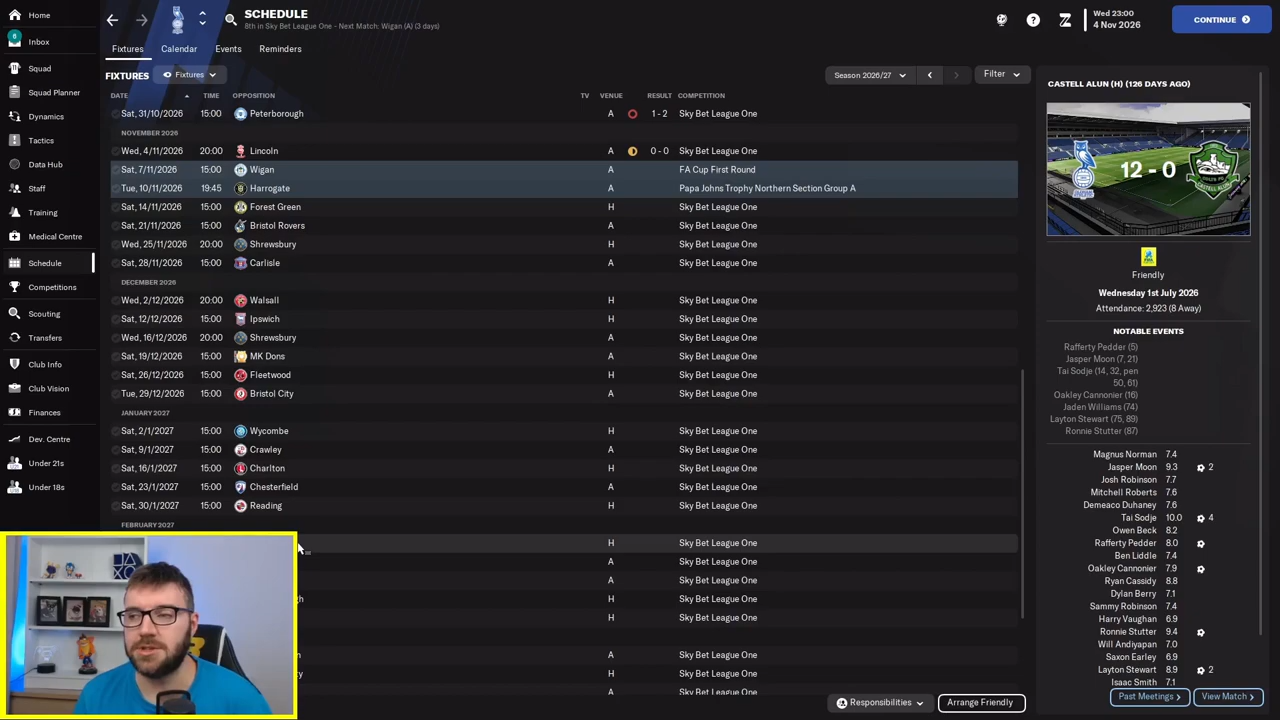 Home
Inbox
Squad
Squad Planner
Dynamics
Tactics
Data Hub
Staff
Training
Medical Centre
Schedule
Competitions
Scouting
Transfers
Club Info
Club Vision
Finances
Dev. Centre
Under 21s
Under 18s
SCHEDULE
8th in Sky Bet League One - Next Match: Wigan (A) (3 days)
Wed 23:00
4 Nov 2026
CONTINUE
Fixtures Calendar Events Reminders
FIXTURES Fixtures Season 2026/27 Filter
DATE TIME OPPOSITION TV VENUE RESULT COMPETITION
Sat, 31/10/2026 15:00 Peterborough A 1 - 2 Sky Bet League One
NOVEMBER 2026
Wed, 4/11/2026 20:00 Lincoln A 0 - 0 Sky Bet League One
Sat, 7/11/2026 15:00 Wigan A FA Cup First Round
Tue, 10/11/2026 19:45 Harrogate A Papa Johns Trophy Northern Section Group A
Sat, 14/11/2026 15:00 Forest Green H Sky Bet League One
Sat, 21/11/2026 15:00 Bristol Rovers A Sky Bet League One
Wed, 25/11/2026 20:00 Shrewsbury H Sky Bet League One
Sat, 28/11/2026 15:00 Carlisle A Sky Bet League One
DECEMBER 2026
Wed, 2/12/2026 20:00 Walsall H Sky Bet League One
Sat, 12/12/2026 15:00 Ipswich H Sky Bet League One
Wed, 16/12/2026 20:00 Shrewsbury A Sky Bet League One
Sat, 19/12/2026 15:00 MK Dons A Sky Bet League One
Sat, 26/12/2026 15:00 Fleetwood H Sky Bet League One
Tue, 29/12/2026 15:00 Bristol City A Sky Bet League One
JANUARY 2027
Sat, 2/1/2027 15:00 Wycombe H Sky Bet League One
Sat, 9/1/2027 15:00 Crawley A Sky Bet League One
Sat, 16/1/2027 15:00 Charlton H Sky Bet League One
Sat, 23/1/2027 15:00 Chesterfield A Sky Bet League One
Sat, 30/1/2027 15:00 Reading H Sky Bet League One
FEBRUARY 2027
H Sky Bet League One
A Sky Bet League One
A Sky Bet League One
H Sky Bet League One
H Sky Bet League One
A Sky Bet League One
H Sky Bet League One
A Sky Bet League One
Responsibilities Arrange Friendly
CASTELL ALUN (H) (126 DAYS AGO)
12 - 0
Friendly
Wednesday 1st July 2026
Attendance: 2,923 (8 Away)
NOTABLE EVENTS
Rafferty Pedder (5)
Jasper Moon (7, 21)
Tai Sodje (14, 32, pen
50, 61)
Oakley Cannonier (16)
Jaden Williams (74)
Layton Stewart (75, 89)
Ronnie Stutter (87)
Magnus Norman 7.4
Jasper Moon 9.3 2
Josh Robinson 7.7
Mitchell Roberts 7.6
Demeaco Duhaney 7.6
Tai Sodje 10.0 4
Owen Beck 8.2
Rafferty Pedder 8.0
Ben Liddle 7.4
Oakley Cannonier 7.9
Ryan Cassidy 8.8
Dylan Berry 7.1
Sammy Robinson 7.4
Harry Vaughan 6.9
Ronnie Stutter 9.4
Will Andiyapan 7.0
Saxon Earley 6.9
Layton Stewart 8.9 2
Isaac Smith 7.1
Past Meetings View Match